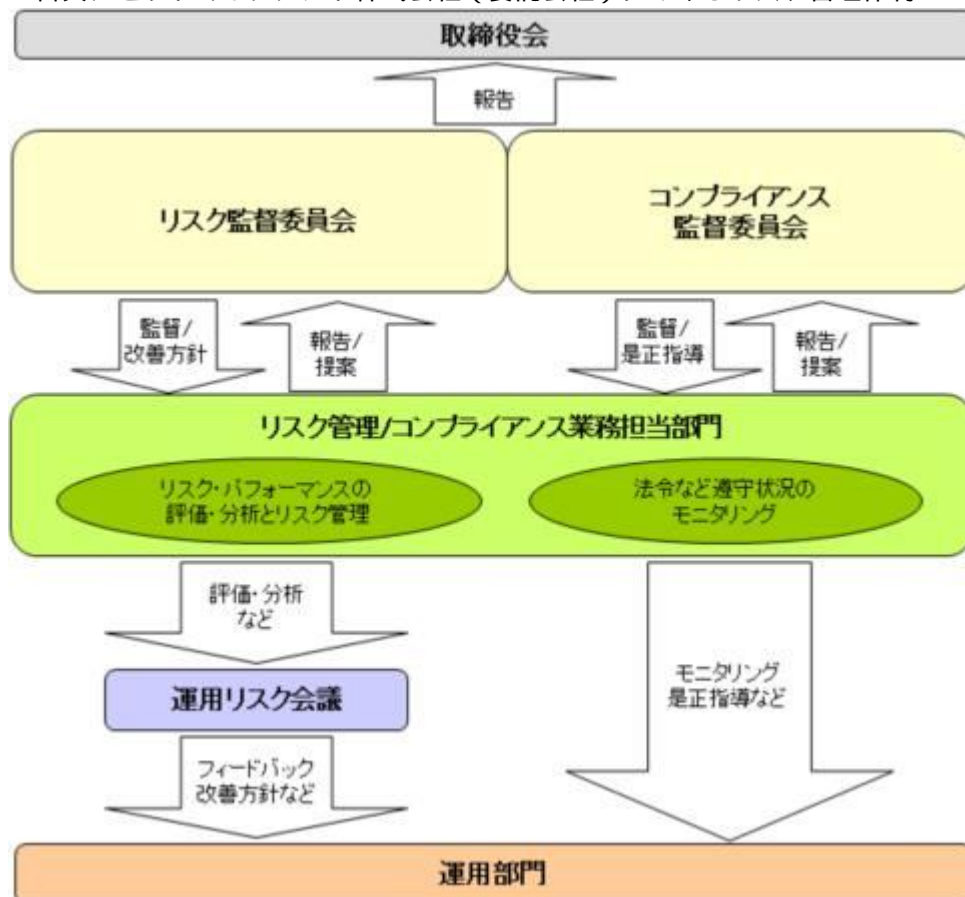 取締役会
報告
リスク監督委員会
コンプライアンス
監督委員会
監督/
改善方針
報告/
提案
監督/
是正指導
報告/
提案
リスク管理/コンプライアンス業務担当部門
リスク・パフォーマンスの
評価・分析とリスク管理
法令など遵守状況の
モニタリング
評価・分析
など
運用リスク会議
モニタリング
是正指導など
フィードバック
改善方針など
運用部門